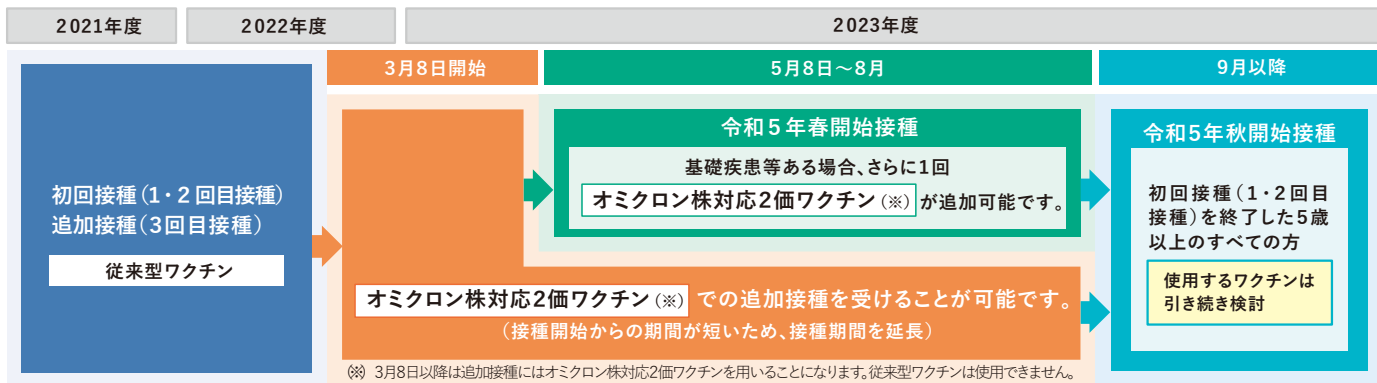 2021年度
2022年度
2023年度
3月8日開始
5月8日～8月
9月以降
初回接種(1・2回目接種)
追加接種(3回目接種)
従来型ワクチン
令和5年春開始接種
基礎疾患等ある場合、さらに1回
オミクロン株対応2価ワクチン(※)が追加可能です。
オミクロン株対応2価ワクチン(※)での追加接種を受けることが可能です。
(接種開始からの期間が短いため、接種期間を延長)
令和5年秋開始接種
初回接種(1・2回目
接種)を終了した5歳
以上のすべての方
使用するワクチンは
引き続き検討
(※) 3月8日以降は追加接種にはオミクロン株対応2価ワクチンを用いることになります。従来型ワクチンは使用できません。